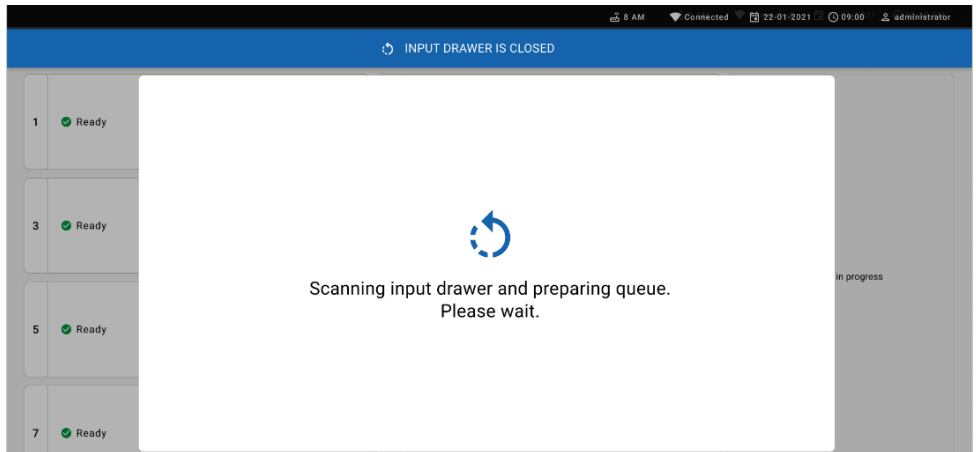 8 AM Connected 22-01-2021 09:00 administrator
INPUT DRAWER IS CLOSED
1 Ready
3 Ready
in progress
Scanning input drawer and preparing queue.
Please wait.
5 Ready
7 Ready